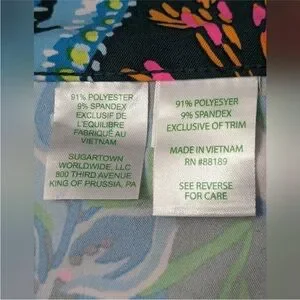 91% POLYESTER
9% SPANDEX
EXCLUSIF DE
L'EQUILIBRE
FABRIQUÉ AU
VIETNAM
SUGARTOWN
WORLDWIDE, LLC
800 THIRD AVENUE
KING OF PRUSSIA, PA
91% POLYESYER
9% SPANDEX
EXCLUSIVE OF TRIM
MADE IN VIETNAM
RN #88189
SEE REVERSE
FOR CARE